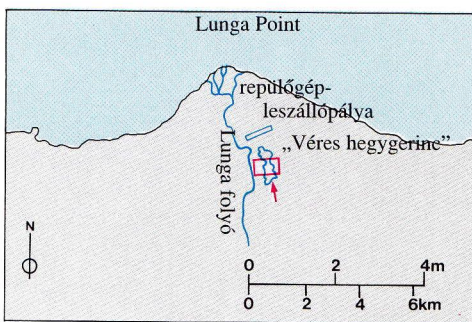 Lunga Point
repülőgép-
leszállópálya
„Véres hegygerinc”
Lunga folyó
N
0 2 4m
0 2 4 6km